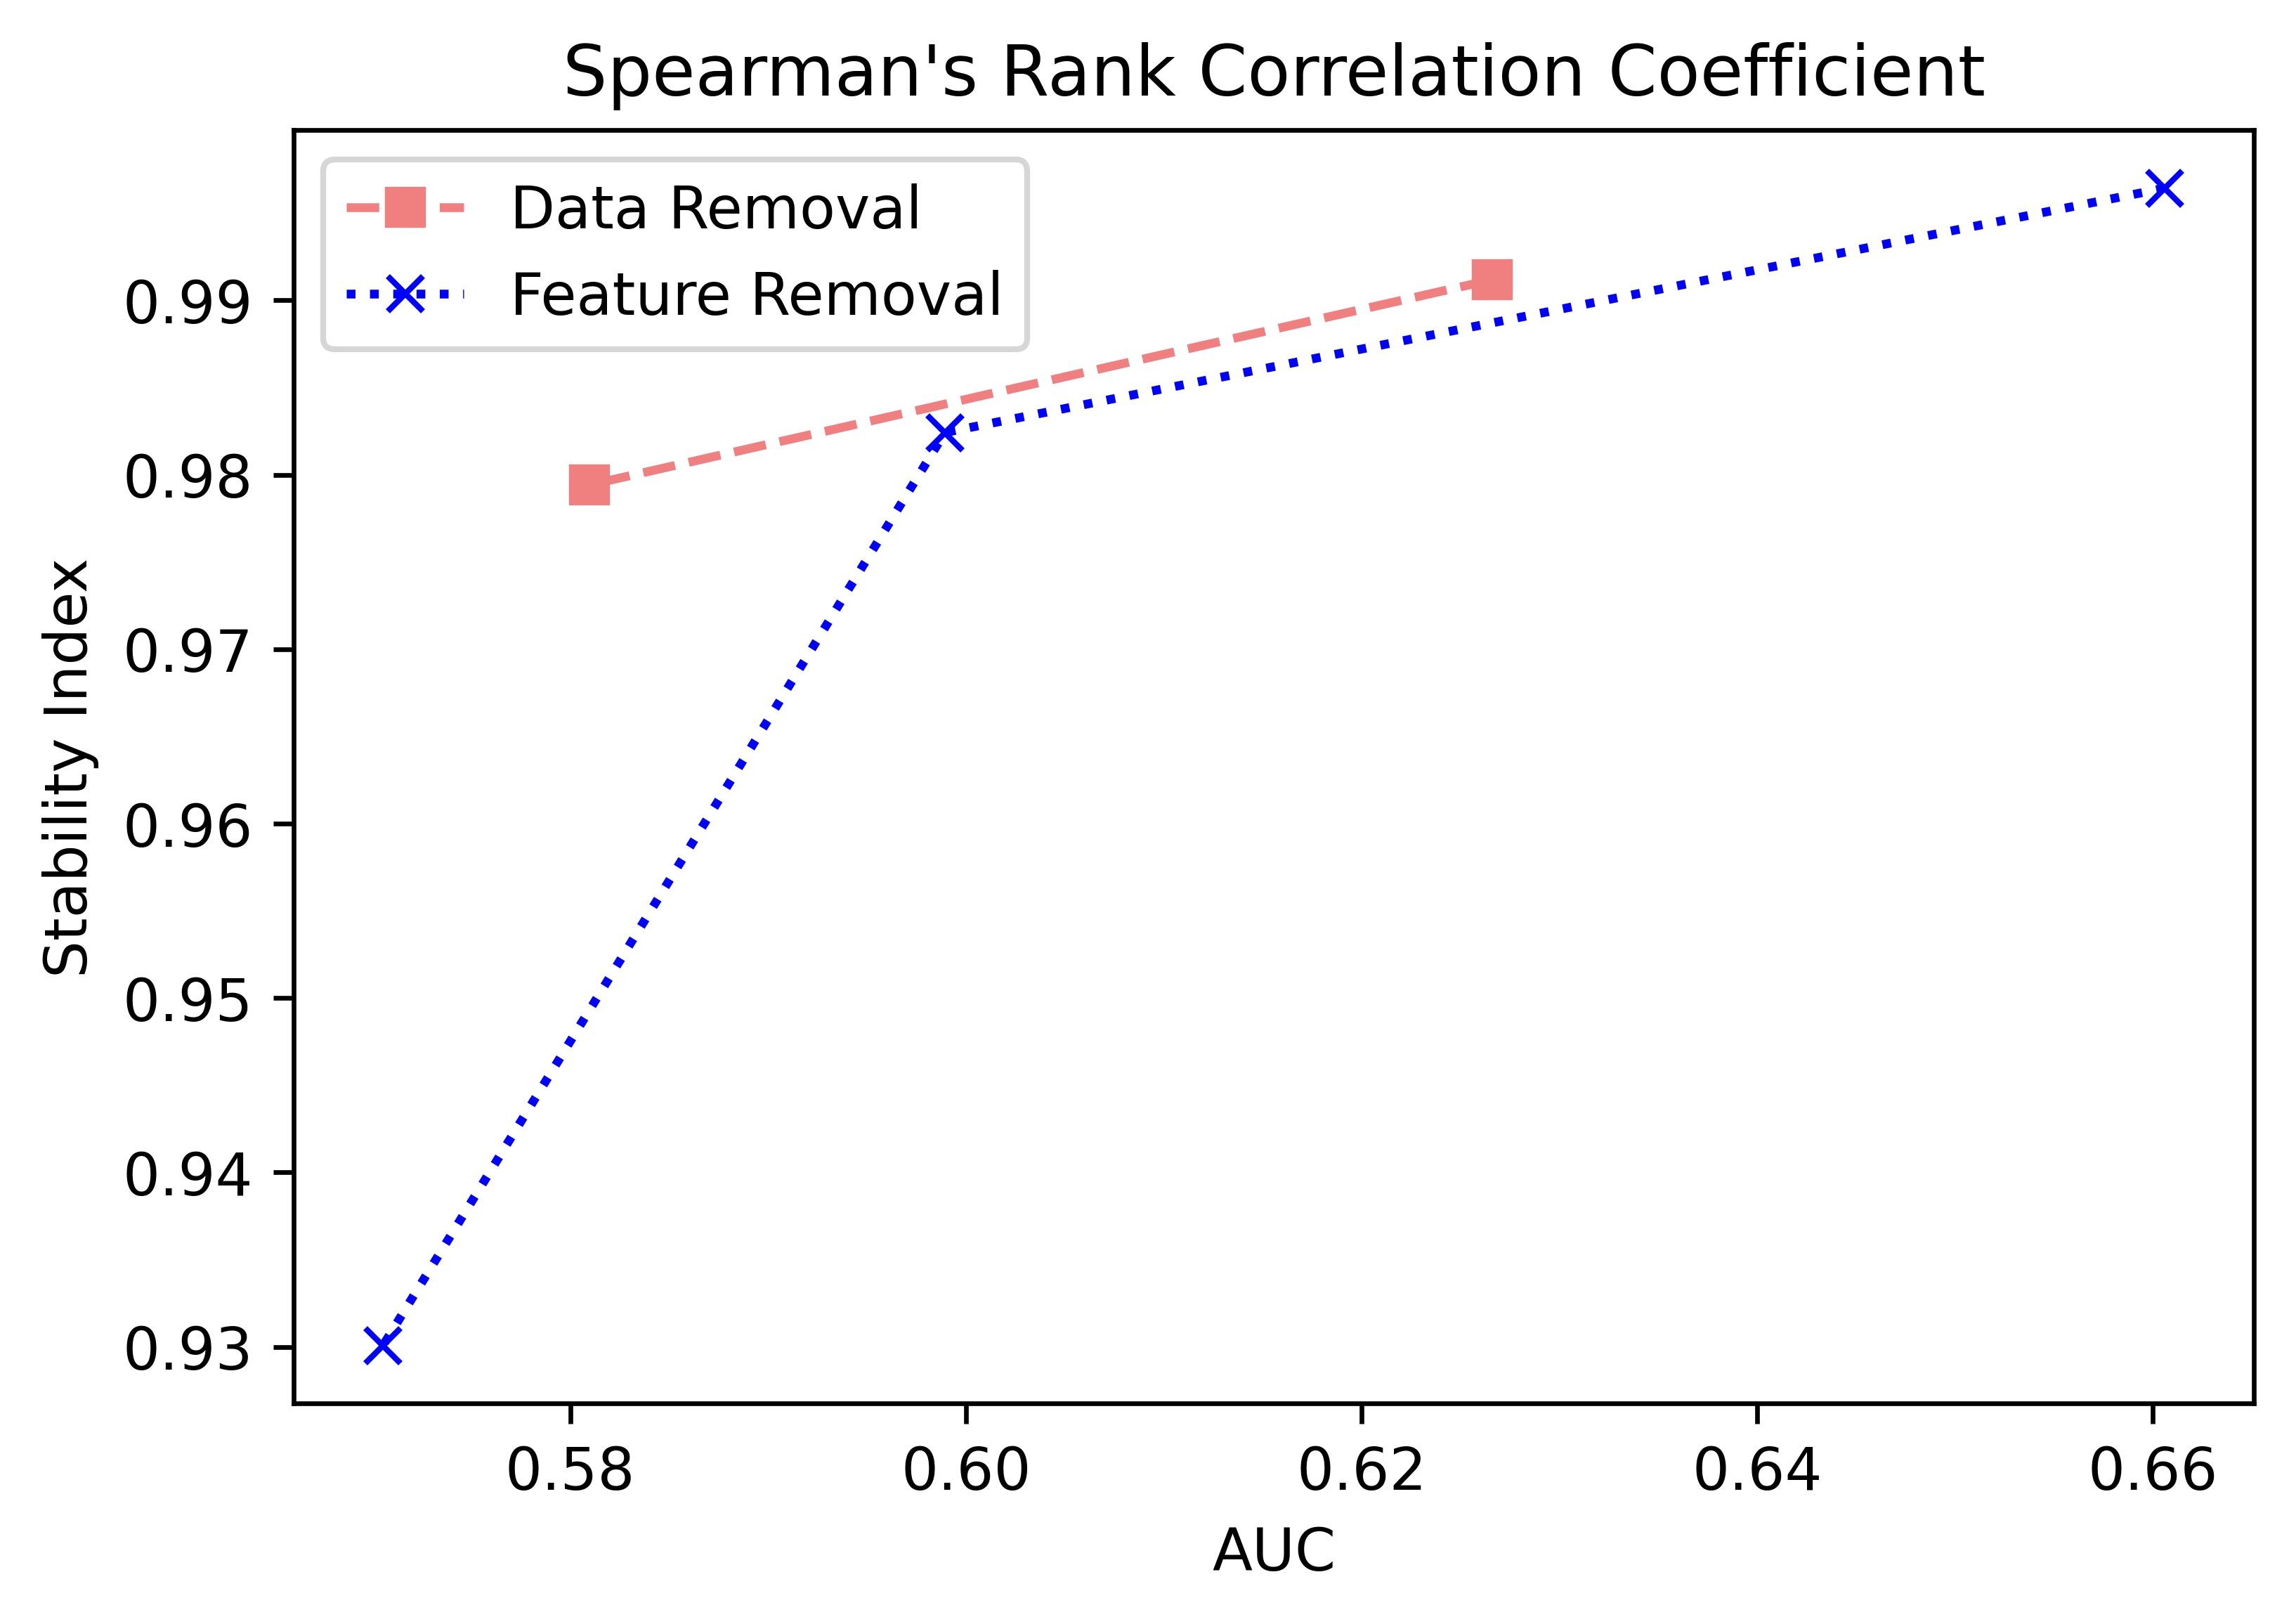 Spearman's Rank Correlation Coefficient
Data Removal
Feature Removal
Stability Index
0.99
0.98
0.97
0.96
0.95
0.94
0.93
0.58 0.60 0.62 0.64 0.66
AUC